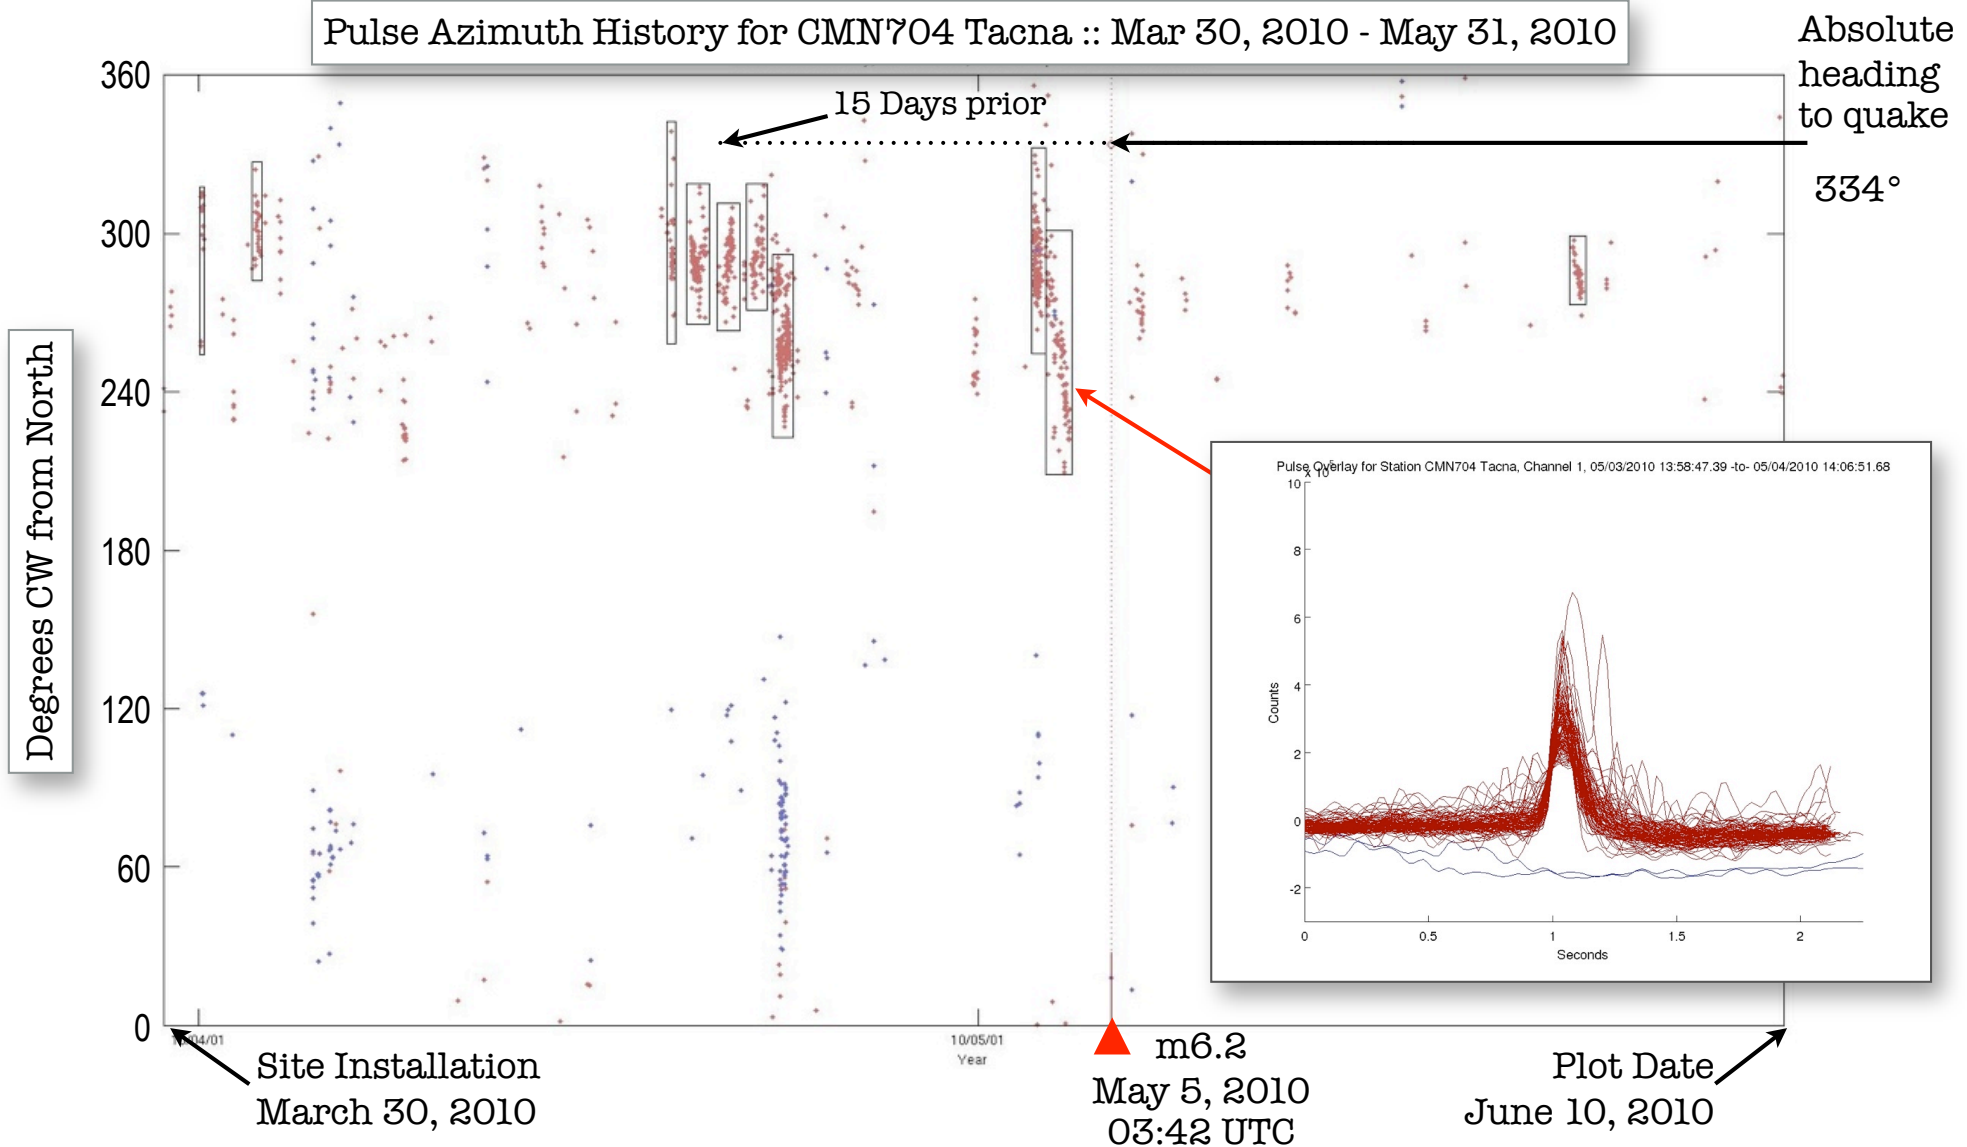 Pulse Azimuth History for CMN704 Tacna :: Mar 30, 2010 - May 31, 2010
Absolute
heading
to quake
334°
15 Days prior
360
300
240
180
120
60
0
Degrees CW from North
10/05/01
Year
Site Installation
March 30, 2010
m6.2
May 5, 2010
03:42 UTC
Plot Date
June 10, 2010
Pulse Overlay for Station CMN704 Tacna, Channel 1, 05/03/2010 13:58:47.39 -to- 05/04/2010 14:06:51.68
10
8
6
4
2
0
-2
Counts
0
0.5
1
1.5
2
Seconds